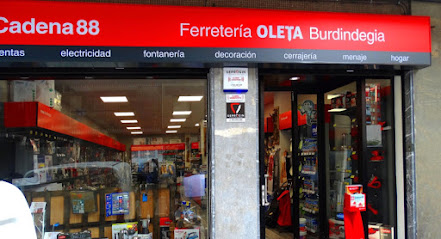 Cadena88
Ferretería OLETA Burdindegia
entas electricidad fontanería decoración cerrajería menaje hogar